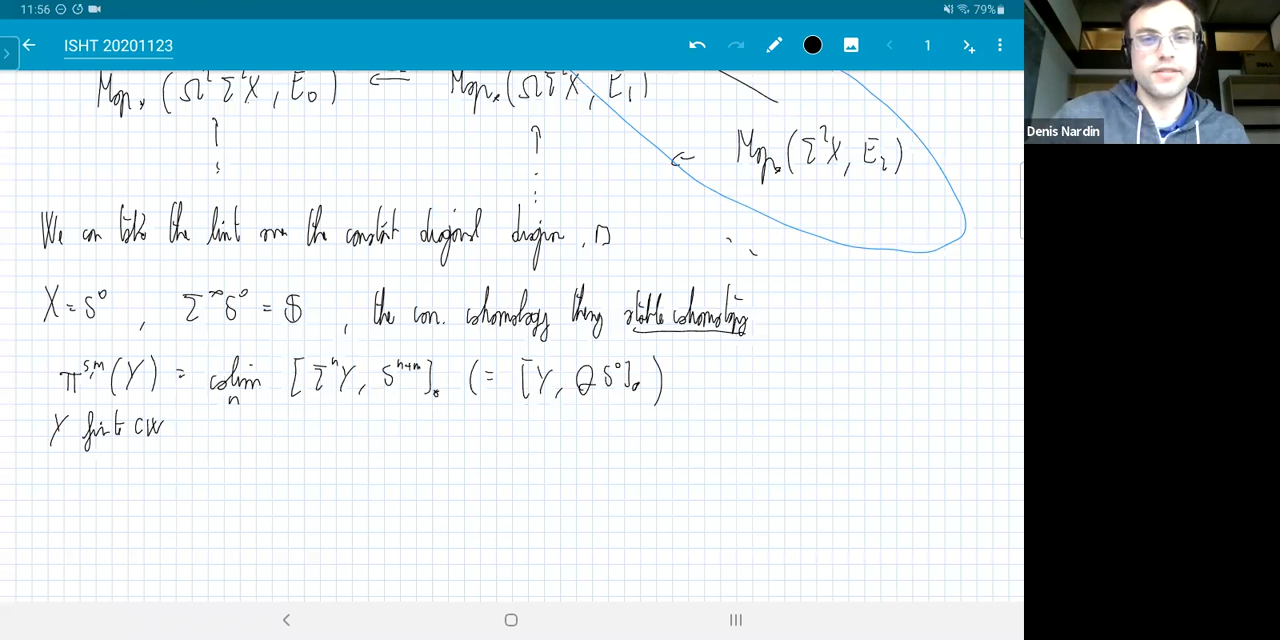 11:56 79%
ISHT 20201123
Denis Nardin
Map⁎ (Ω²Σ²X, E₀) ← Map⁎ (ΩΣ²X, E₁)
← Map⁎ (Σ²X, E₂)
We can take the limit over the constant diagonal diagram. □
X = S⁰, Σ^∞ S⁰ = 𝕊, the corr. cohomology theory stable cohomotopy
π^{s,m}(Y) = colim_n [ΣⁿY, S^{n+m}]⁎ (= [Y, QS⁰]⁎)
Y finite CW